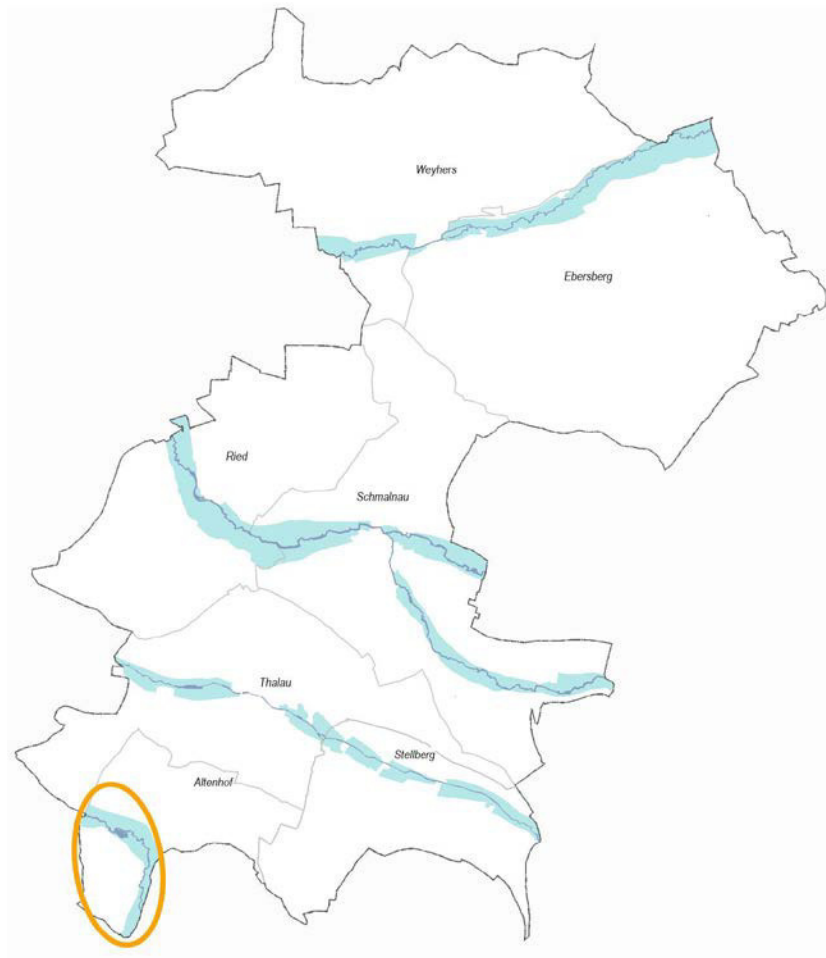 Weyhers
Ebersberg
Ried
Schmalnau
Thalau
Stellberg
Altenhof